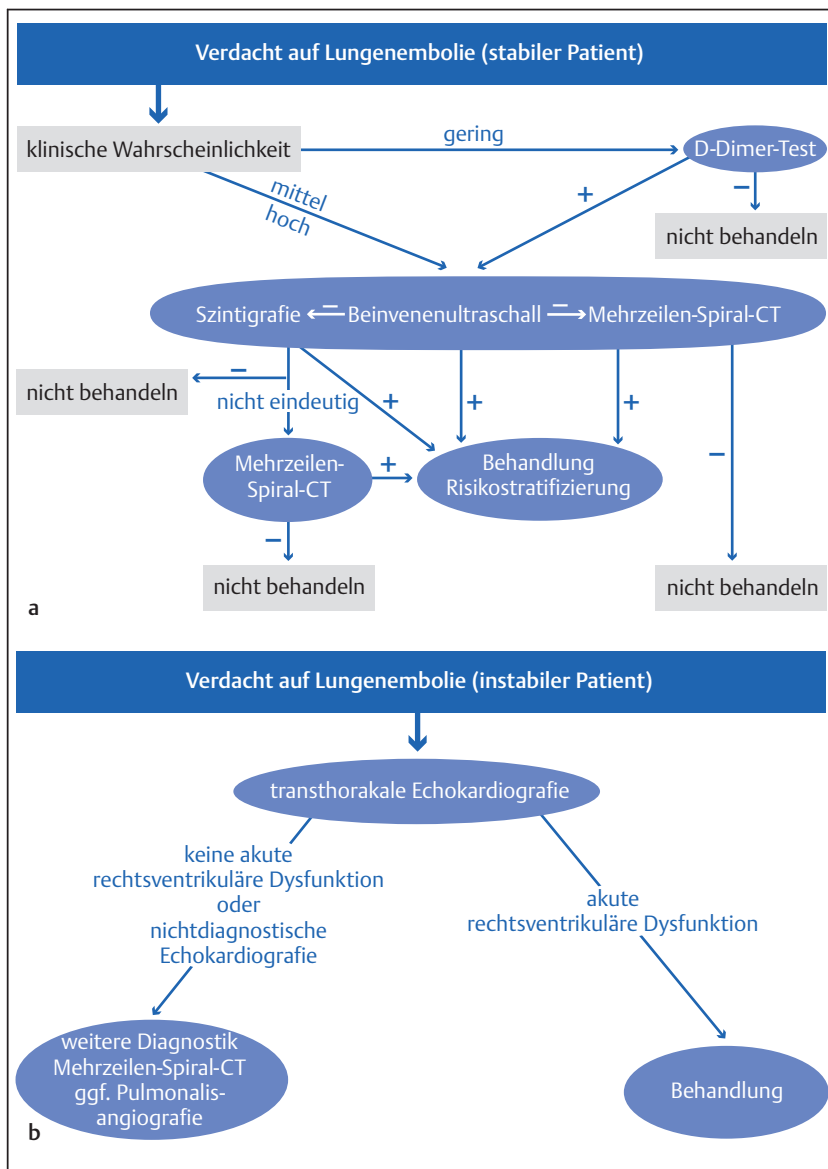 Verdacht auf Lungenembolie (stabiler Patient)
klinische Wahrscheinlichkeit
gering
D-Dimer-Test
mittel
hoch
+
–
nicht behandeln
Szintigrafie – Beinvenenultraschall – Mehrzeilen-Spiral-CT
–
nicht behandeln
nicht eindeutig
+
+
+
–
Mehrzeilen-
Spiral-CT
+
Behandlung
Risikostratifizierung
–
nicht behandeln
nicht behandeln
a
Verdacht auf Lungenembolie (instabiler Patient)
transthorakale Echokardiografie
keine akute
rechtsventrikuläre Dysfunktion
oder
nichtdiagnostische
Echokardiografie
akute
rechtsventrikuläre Dysfunktion
weitere Diagnostik
Mehrzeilen-Spiral-CT
ggf. Pulmonalis-
angiografie
Behandlung
b